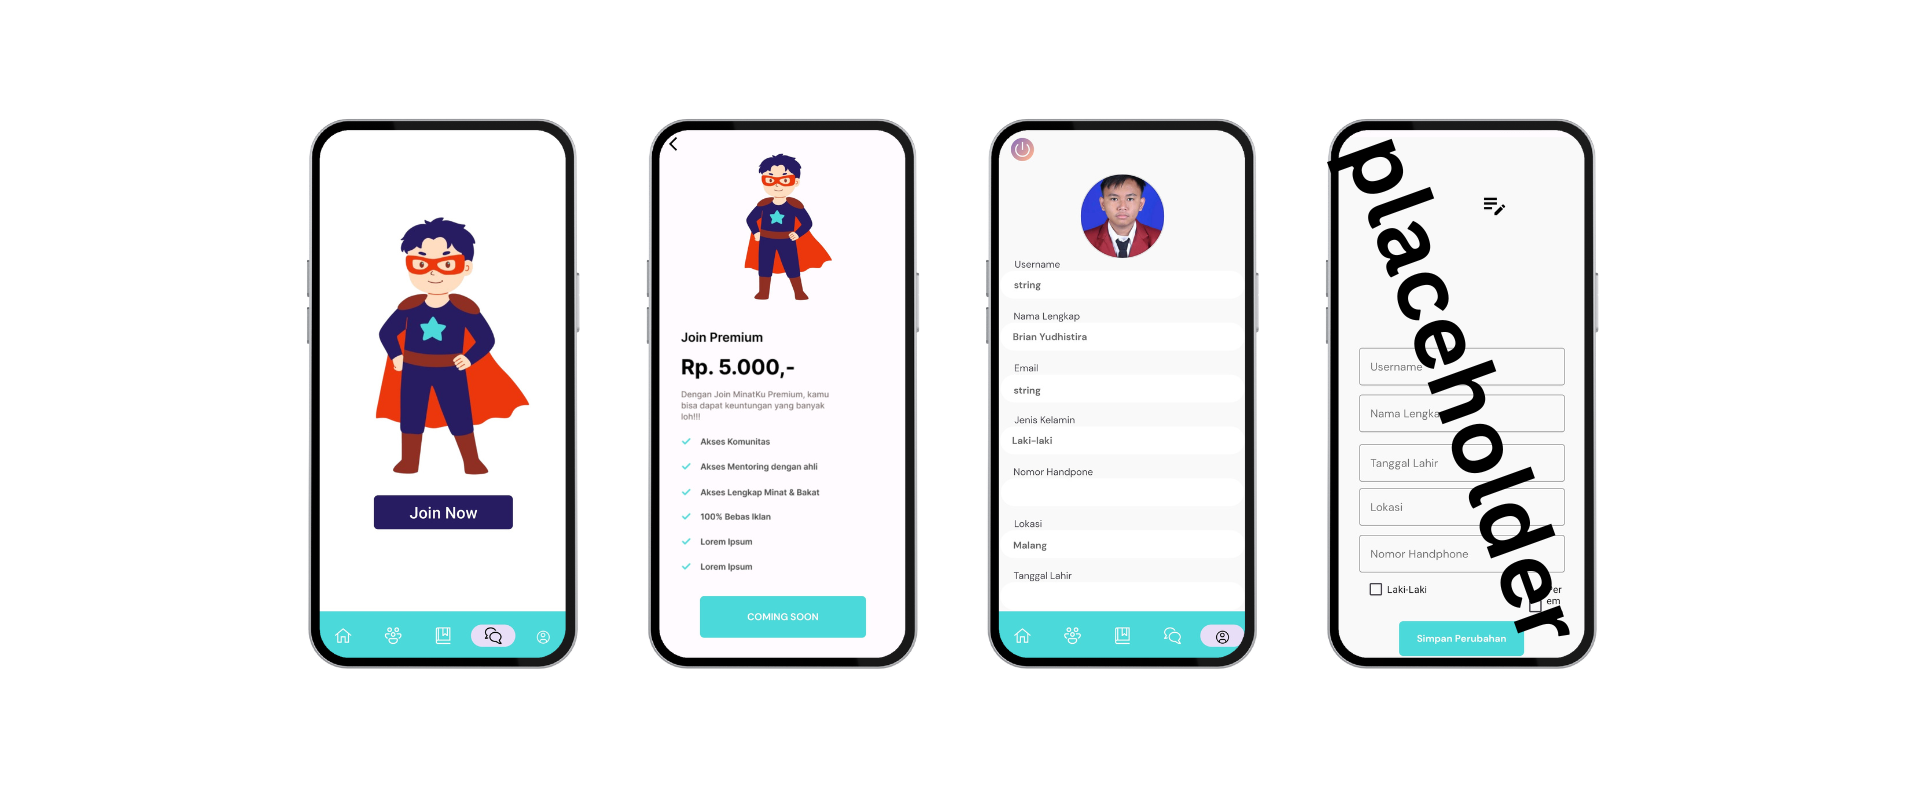 Join Now
Join Premium
Rp. 5.000,-
Dengan Join MinatKu Premium, kamu
bisa dapat keuntungan yang banyak
loh!!!
Akses Komunitas
Akses Mentoring dengan ahli
Akses Lengkap Minat & Bakat
100% Bebas Iklan
Lorem Ipsum
Lorem Ipsum
COMING SOON
Username
string
Nama Lengkap
Brian Yudhistira
Email
string
Jenis Kelamin
Laki-laki
Nomor Handpone
Lokasi
Malang
Tanggal Lahir
placeholder
Username
Nama Lengka
Tanggal Lahir
Lokasi
Nomor Handphone
Laki-Laki
er
em
Simpan Perubahan